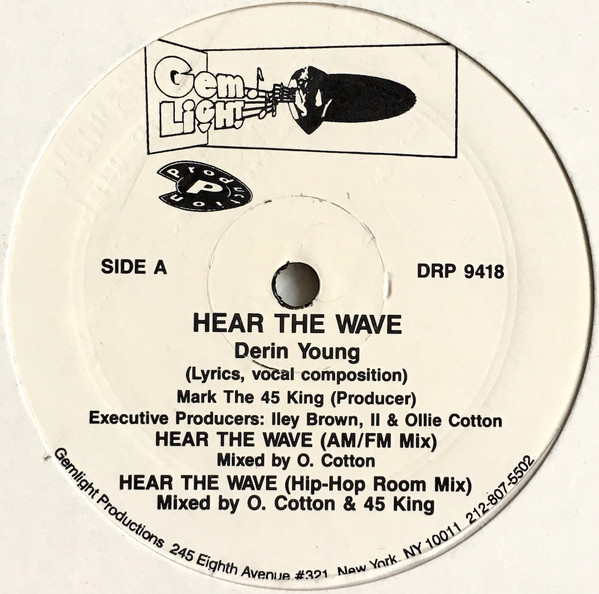 Gem
Light
Production
P
SIDE A
DRP 9418
HEAR THE WAVE
Derin Young
(Lyrics, vocal composition)
Mark The 45 King (Producer)
Executive Producers: Iley Brown, II & Ollie Cotton
HEAR THE WAVE (AM/FM Mix)
Mixed by O. Cotton
HEAR THE WAVE (Hip-Hop Room Mix)
Mixed by O. Cotton & 45 King
Gemlight Productions 245 Eighth Avenue #321, New York, NY 10011 212-807-5502